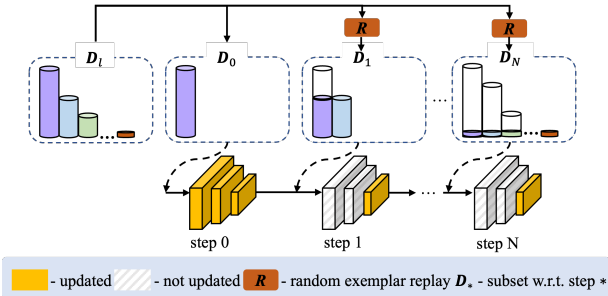 R R
D_l D_0 D_1 D_N
... ... ...
step 0 step 1 ... step N
- updated - not updated R - random exemplar replay D_* - subset w.r.t. step *